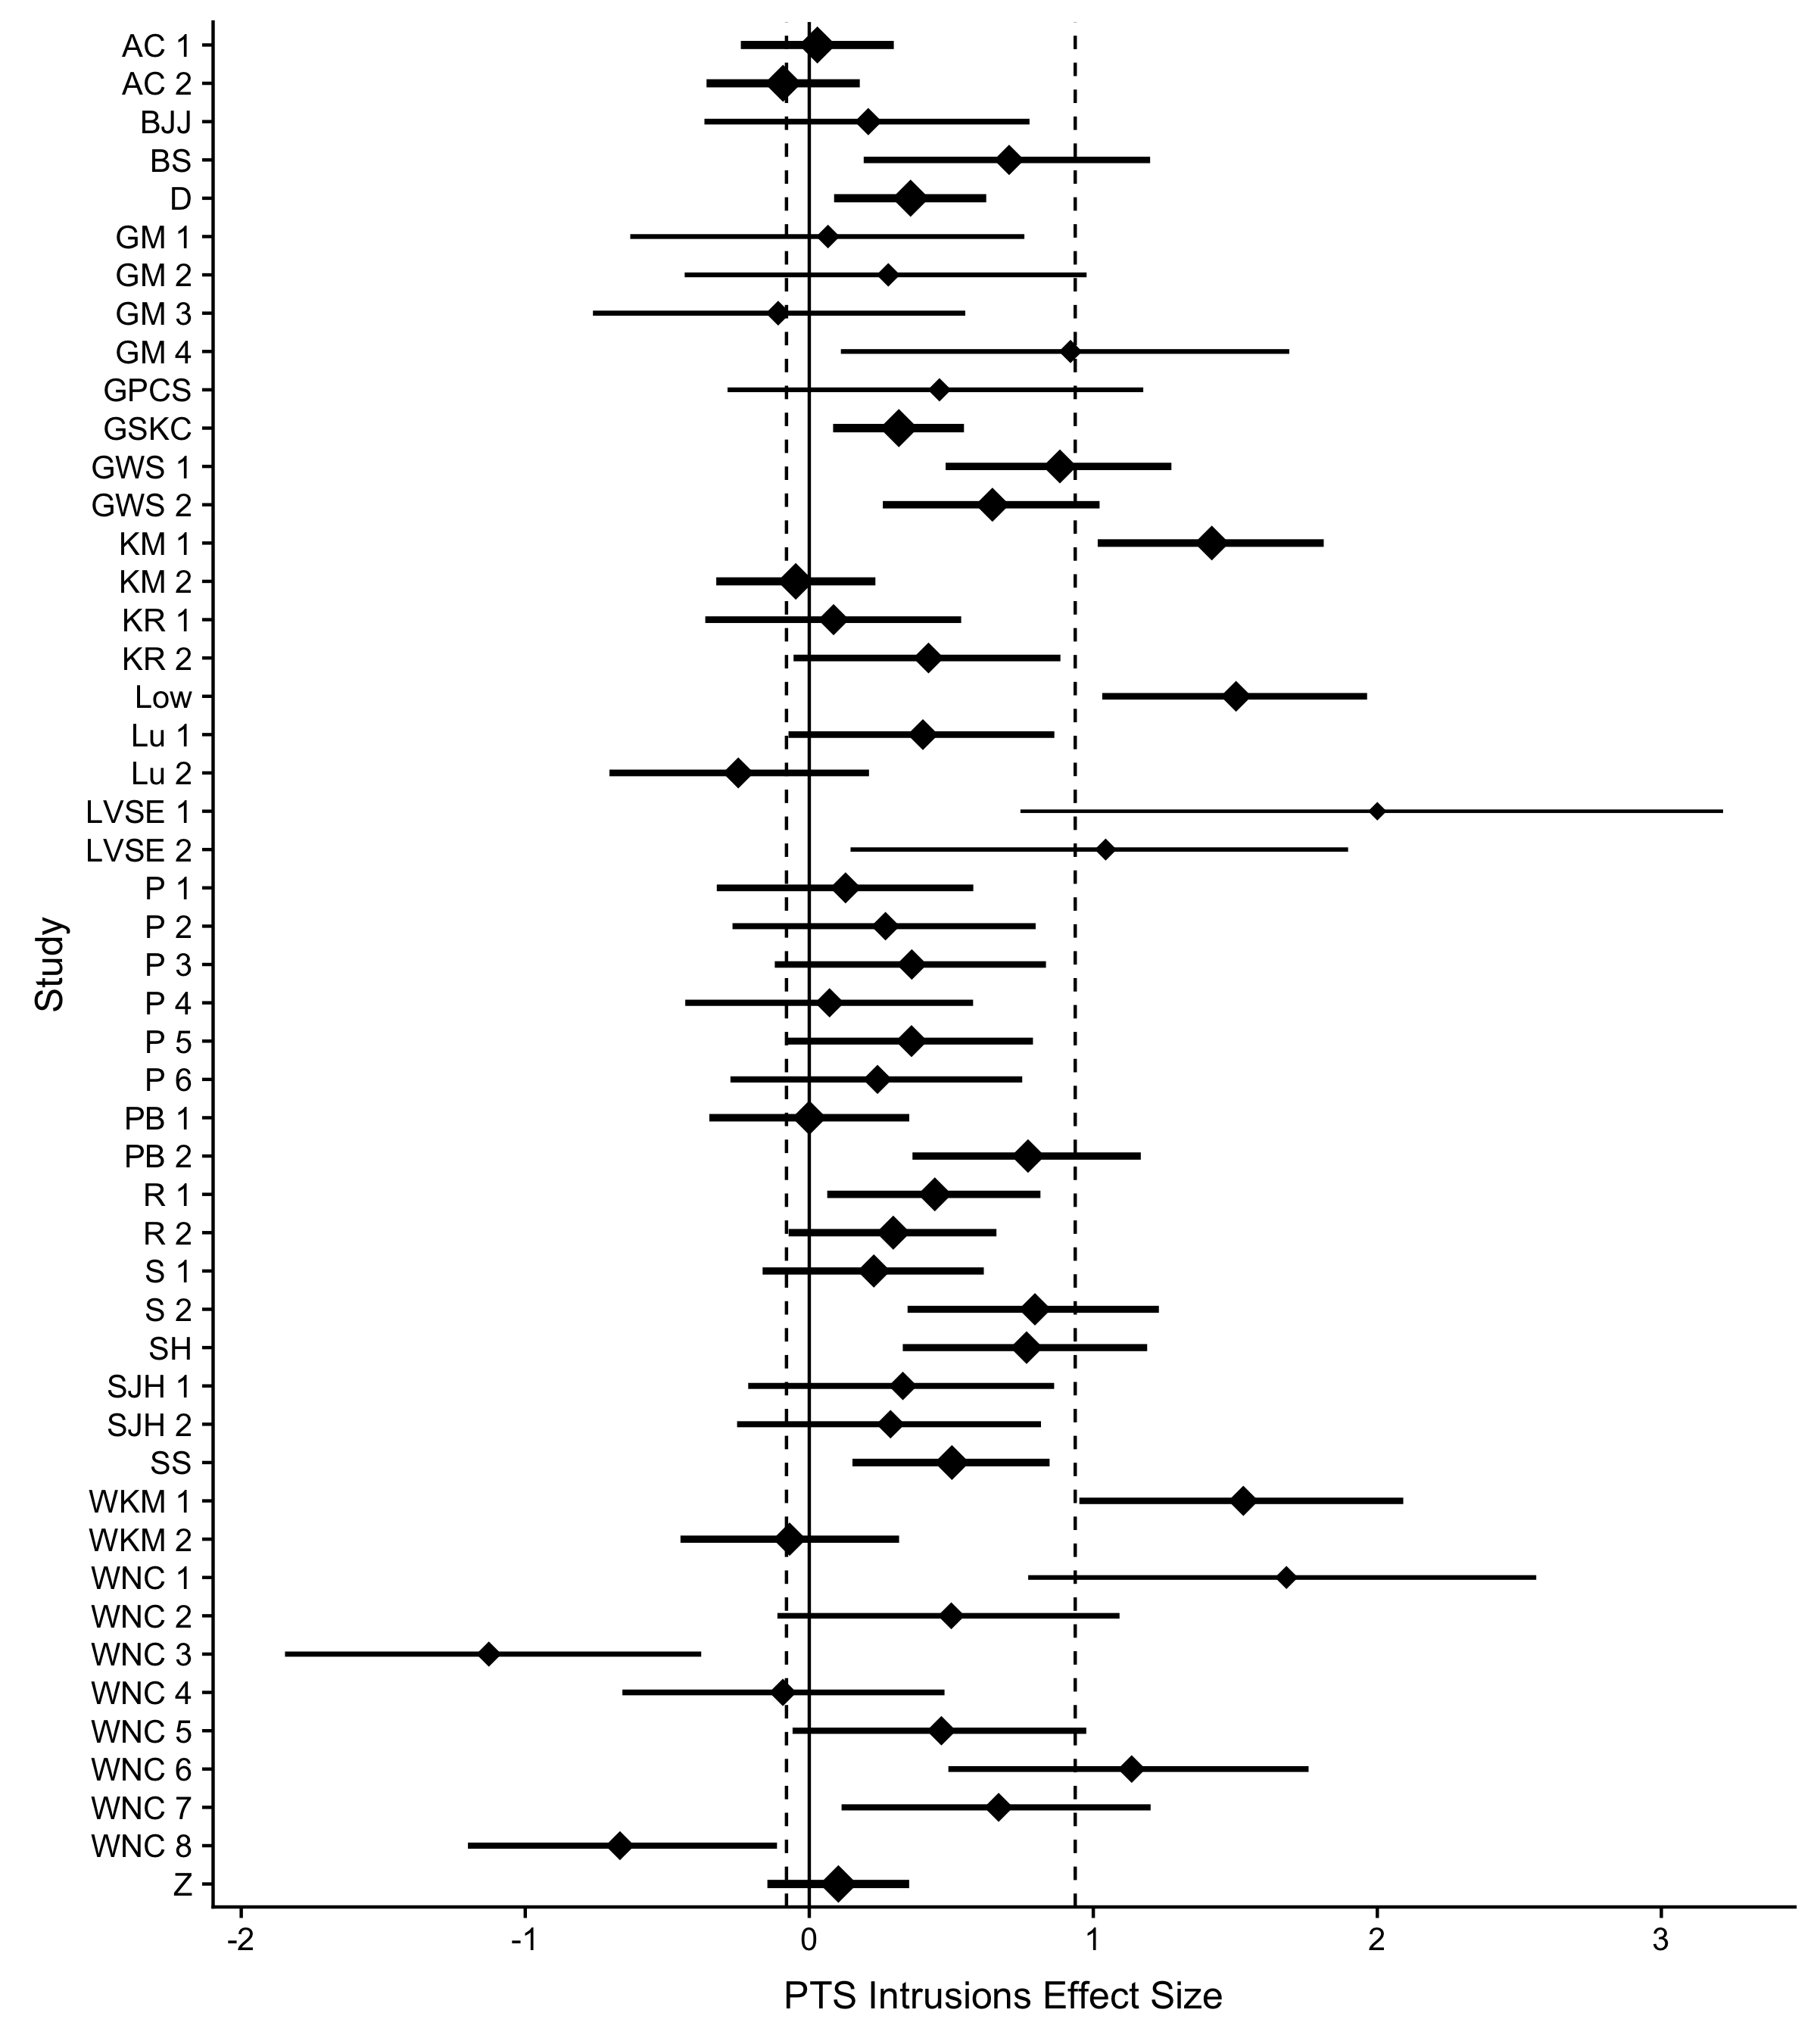 AC 1
AC 2
BJJ
BS
D
GM 1
GM 2
GM 3
GM 4
GPCS
GSKC
GWS 1
GWS 2
KM 1
KM 2
KR 1
KR 2
Low
Lu 1
Lu 2
LVSE 1
LVSE 2
P 1
P 2
P 3
P 4
P 5
P 6
PB 1
PB 2
R 1
R 2
S 1
S 2
SH
SJH 1
SJH 2
SS
WKM 1
WKM 2
WNC 1
WNC 2
WNC 3
WNC 4
WNC 5
WNC 6
WNC 7
WNC 8
Z
Study
-2 -1 0 1 2 3
PTS Intrusions Effect Size